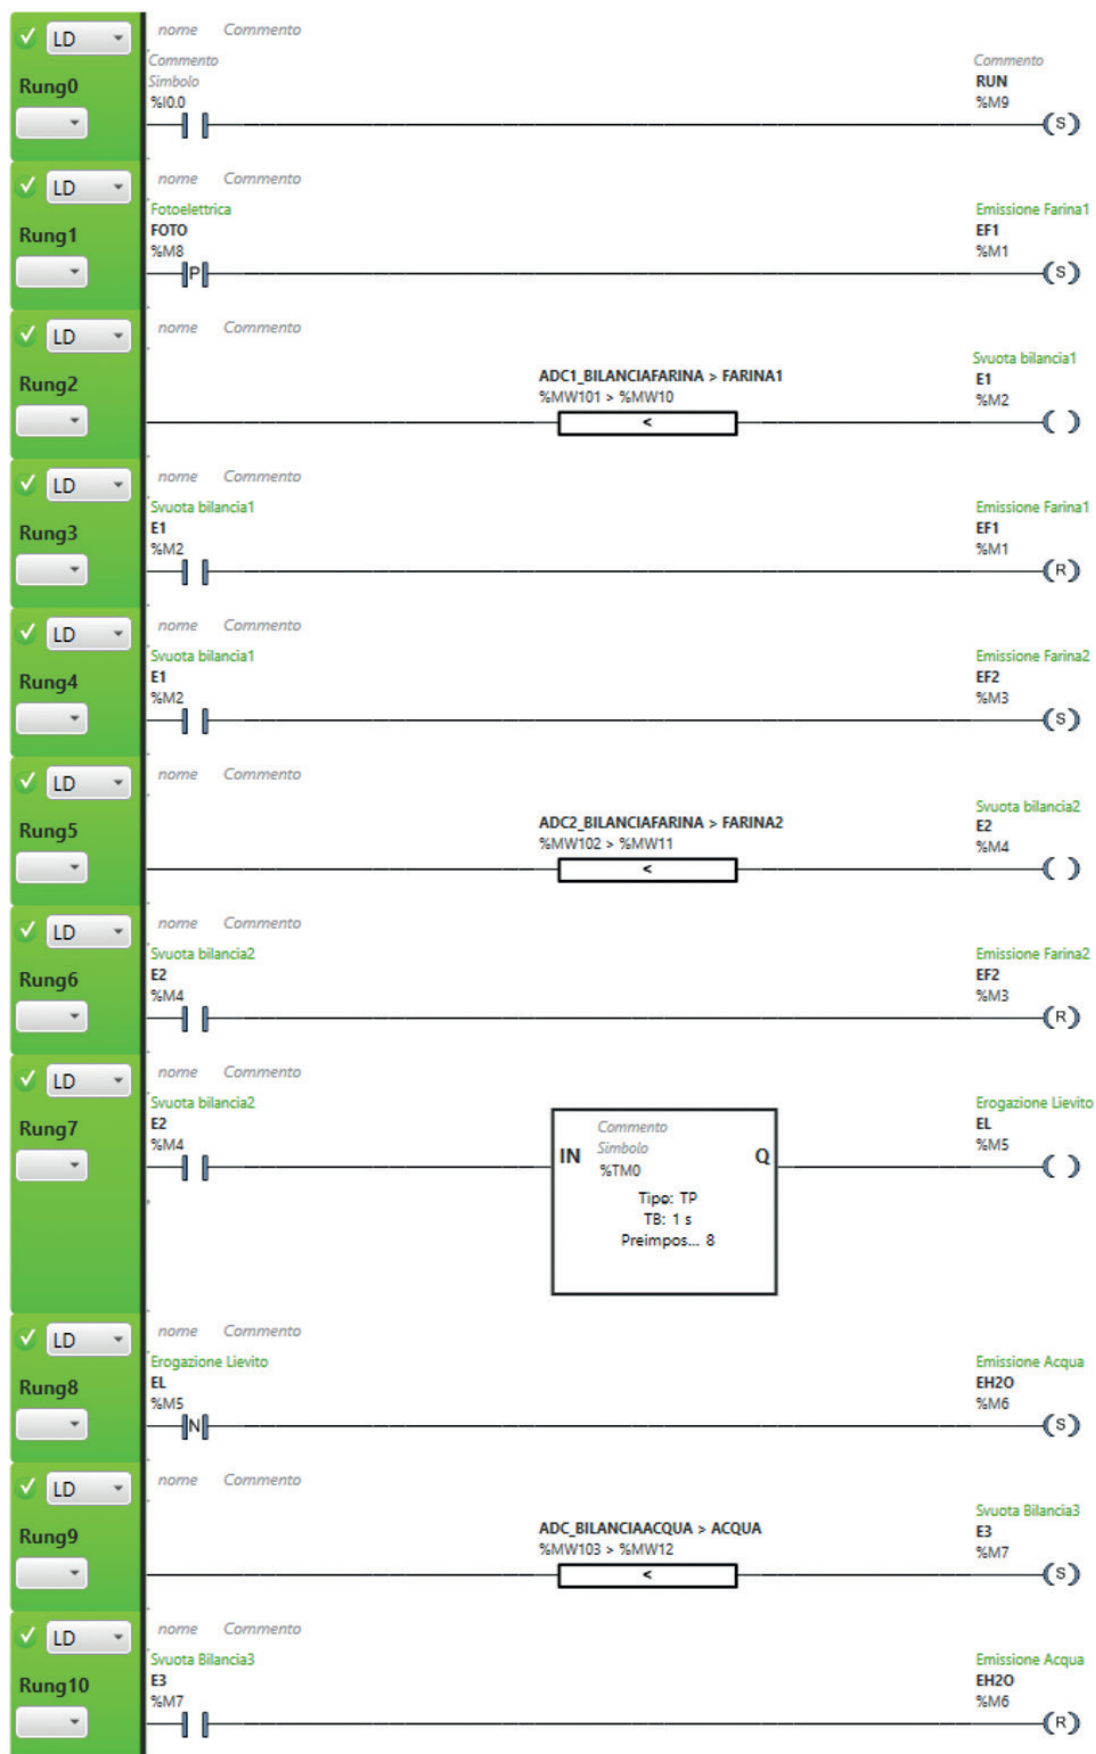 LD
nome Commento
Commento
Simbolo
%I0.0
Rung0
Commento
RUN
%M9
S
LD
nome Commento
Fotoelettrica
FOTO
%M8
P
Rung1
Emissione Farina1
EF1
%M1
S
LD
nome Commento
Rung2
ADC1_BILANCIAFARINA > FARINA1
%MW101 > %MW10
<
Svuota bilancia1
E1
%M2
LD
nome Commento
Svuota bilancia1
E1
%M2
Rung3
Emissione Farina1
EF1
%M1
R
LD
nome Commento
Svuota bilancia1
E1
%M2
Rung4
Emissione Farina2
EF2
%M3
S
LD
nome Commento
Rung5
ADC2_BILANCIAFARINA > FARINA2
%MW102 > %MW11
<
Svuota bilancia2
E2
%M4
LD
nome Commento
Svuota bilancia2
E2
%M4
Rung6
Emissione Farina2
EF2
%M3
R
LD
nome Commento
Svuota bilancia2
E2
%M4
Rung7
Commento
Simbolo
IN
%TM0
Q
Tipo: TP
TB: 1 s
Preimpos... 8
Erogazione Lievito
EL
%M5
LD
nome Commento
Erogazione Lievito
EL
%M5
N
Rung8
Emissione Acqua
EH2O
%M6
S
LD
nome Commento
Rung9
ADC_BILANCIAACQUA > ACQUA
%MW103 > %MW12
<
Svuota Bilancia3
E3
%M7
S
LD
nome Commento
Svuota Bilancia3
E3
%M7
Rung10
Emissione Acqua
EH2O
%M6
R